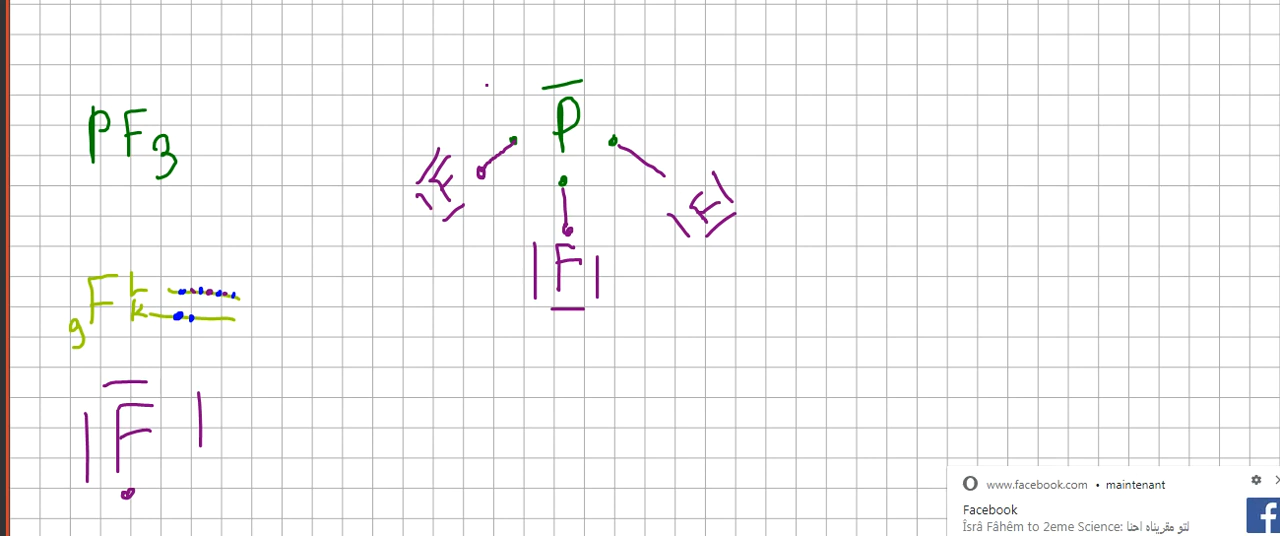 PF3
P
F F
F
9F L
K
F
www.facebook.com • maintenant
Facebook
Îsrâ Fâhêm to 2eme Science: لتو مقريناه احنا